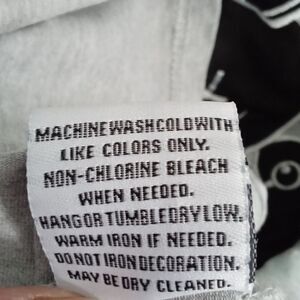 MACHINE WASH COLD WITH
LIKE COLORS ONLY.
NON-CHLORINE BLEACH
WHEN NEEDED.
HANG OR TUMBLE DRY LOW.
WARM IRON IF NEEDED.
DO NOT IRON DECORATION.
MAY BE DRY CLEANED.